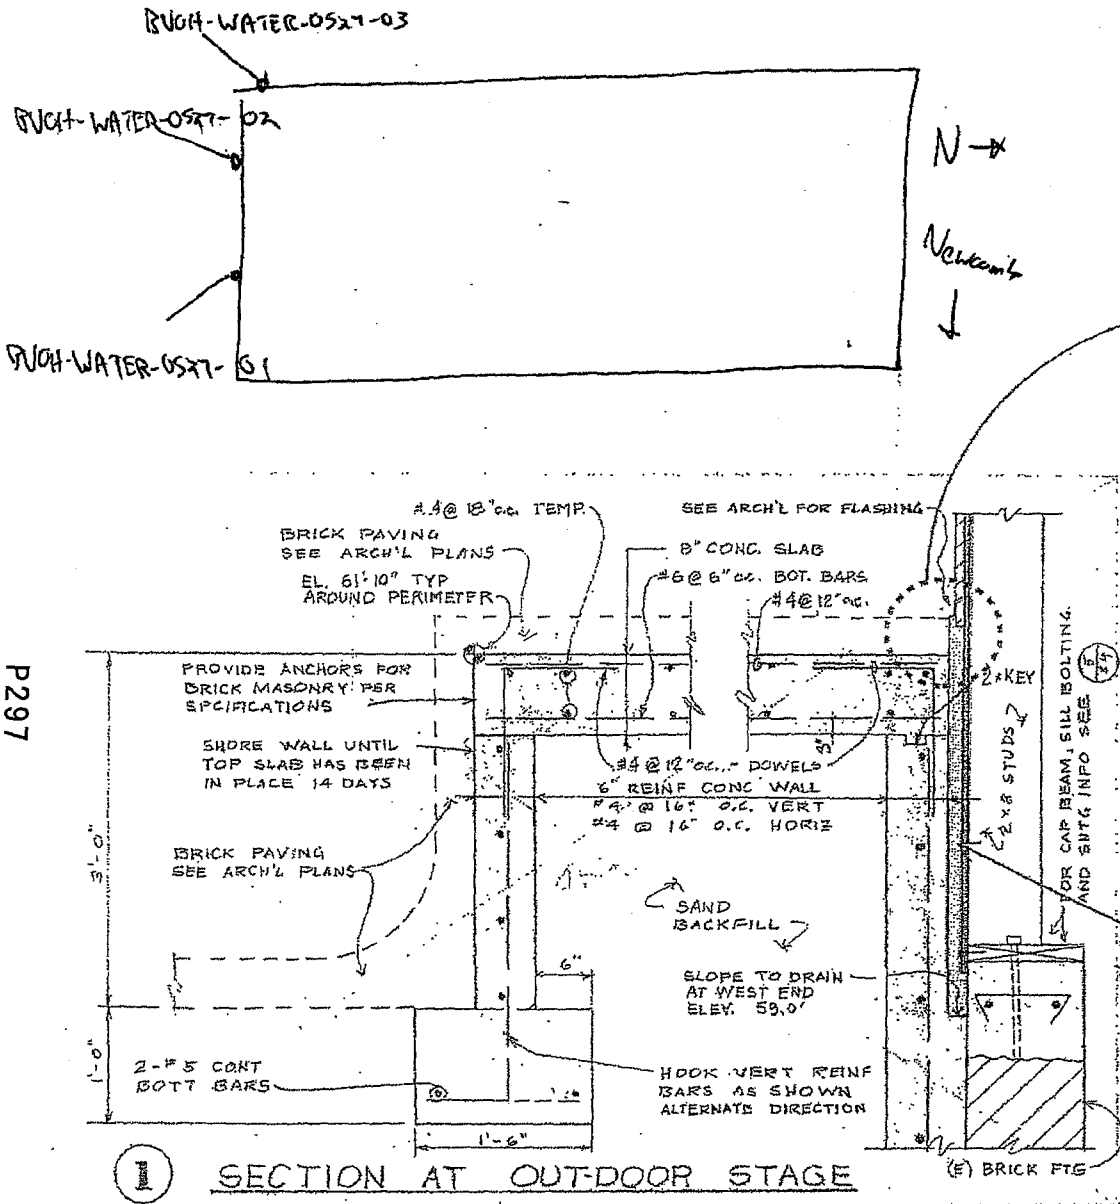 BUCH-WATER-0527-03
BUCH-WATER-0527-02
N
Newcomb
BUCH-WATER-0527-01
P297
#4@ 18" o.c. TEMP.
SEE ARCH'L FOR FLASHING
BRICK PAVING
SEE ARCH'L PLANS
8" CONC. SLAB
EL. 61'-10" TYP
AROUND PERIMETER
#6 @ 6" o.c. BOT. BARS
#4@12" o.c.
PROVIDE ANCHORS FOR
BRICK MASONRY PER
SPCIFICATIONS
2x KEY
SHORE WALL UNTIL
TOP SLAB HAS BEEN
IN PLACE 14 DAYS
3"
#4 @ 12" o.c. DOWELS
6" REINF CONC WALL
#4 @ 16" O.C. VERT
#4 @ 16" O.C. HORIZ
2x8 STUDS
FOR CAP BEAM, SILL BOLTING
AND SHTG INFO SEE
3'-0"
BRICK PAVING
SEE ARCH'L PLANS
SAND
BACKFILL
6"
SLOPE TO DRAIN
AT WEST END
ELEV. 59.0'
1'-0"
2-#5 CONT
BOTT BARS
HOOK VERT REINF
BARS AS SHOWN
ALTERNATE DIRECTION
1'-6"
1 SECTION AT OUT-DOOR STAGE
(E) BRICK FTG